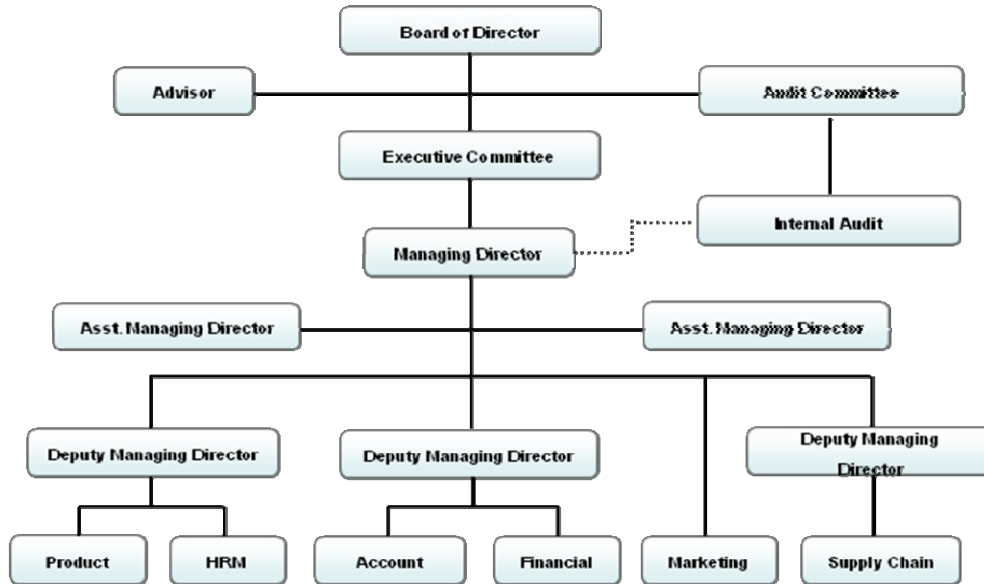 Board of Director
Advisor
Audit Committee
Executive Committee
Internal Audit
Managing Director
Asst. Managing Director
Asst. Managing Director
Deputy Managing Director
Deputy Managing Director
Deputy Managing
Director
Product
HRM
Account
Financial
Marketing
Supply Chain